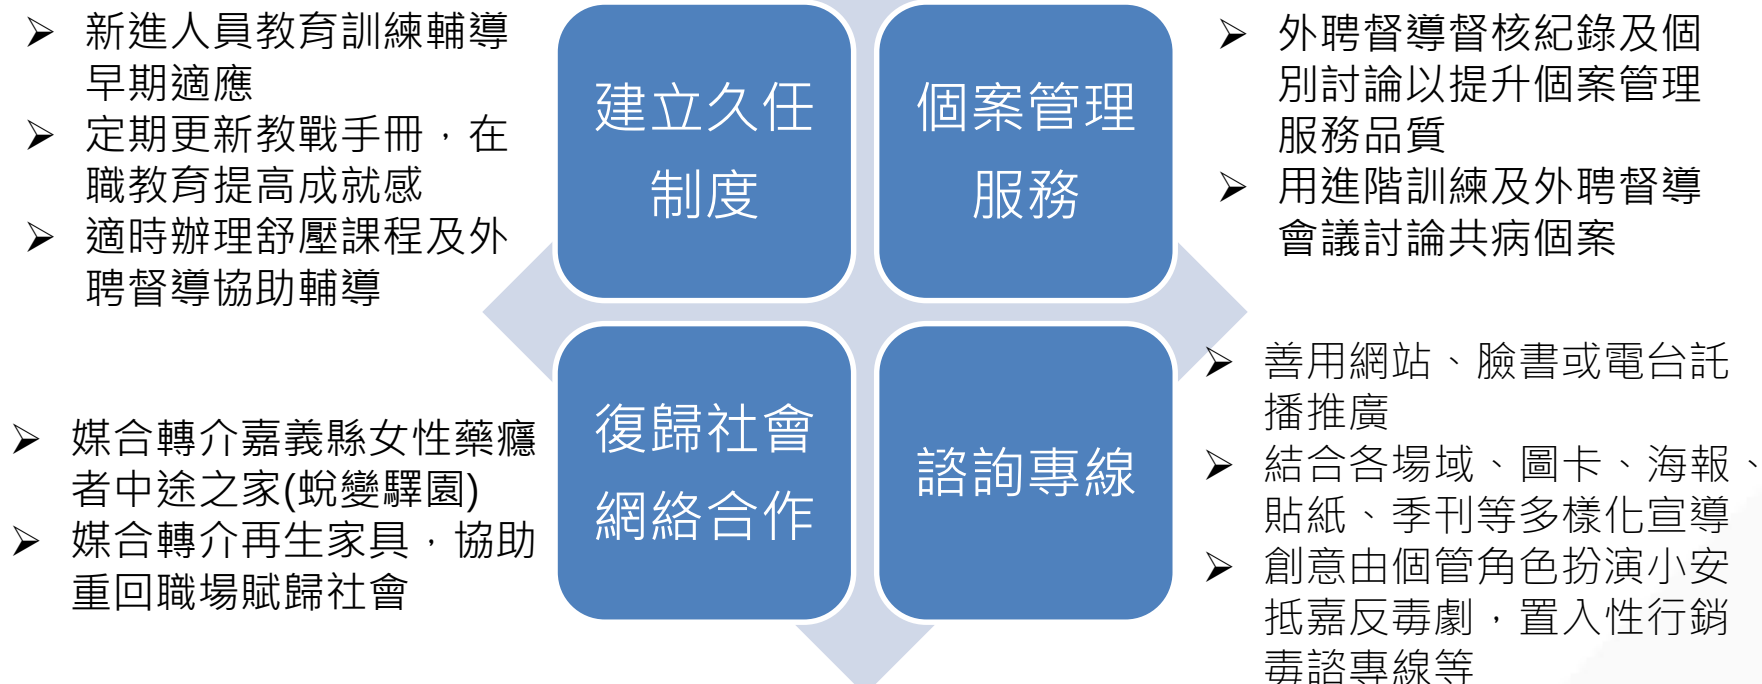 ➢ 新進人員教育訓練輔導
早期適應
➢ 定期更新教戰手冊，在
職教育提高成就感
➢ 適時辦理舒壓課程及外
聘督導協助輔導
建立久任
制度
個案管理
服務
➢ 外聘督導督核紀錄及個
別討論以提升個案管理
服務品質
➢ 用進階訓練及外聘督導
會議討論共病個案
➢ 媒合轉介嘉義縣女性藥癮
者中途之家(蛻變驛園)
➢ 媒合轉介再生家具，協助
重回職場賦歸社會
復歸社會
網絡合作
諮詢專線
➢ 善用網站、臉書或電台託
播推廣
➢ 結合各場域、圖卡、海報、
貼紙、季刊等多樣化宣導
➢ 創意由個管角色扮演小安
抵嘉反毒劇，置入性行銷
毒諮專線等